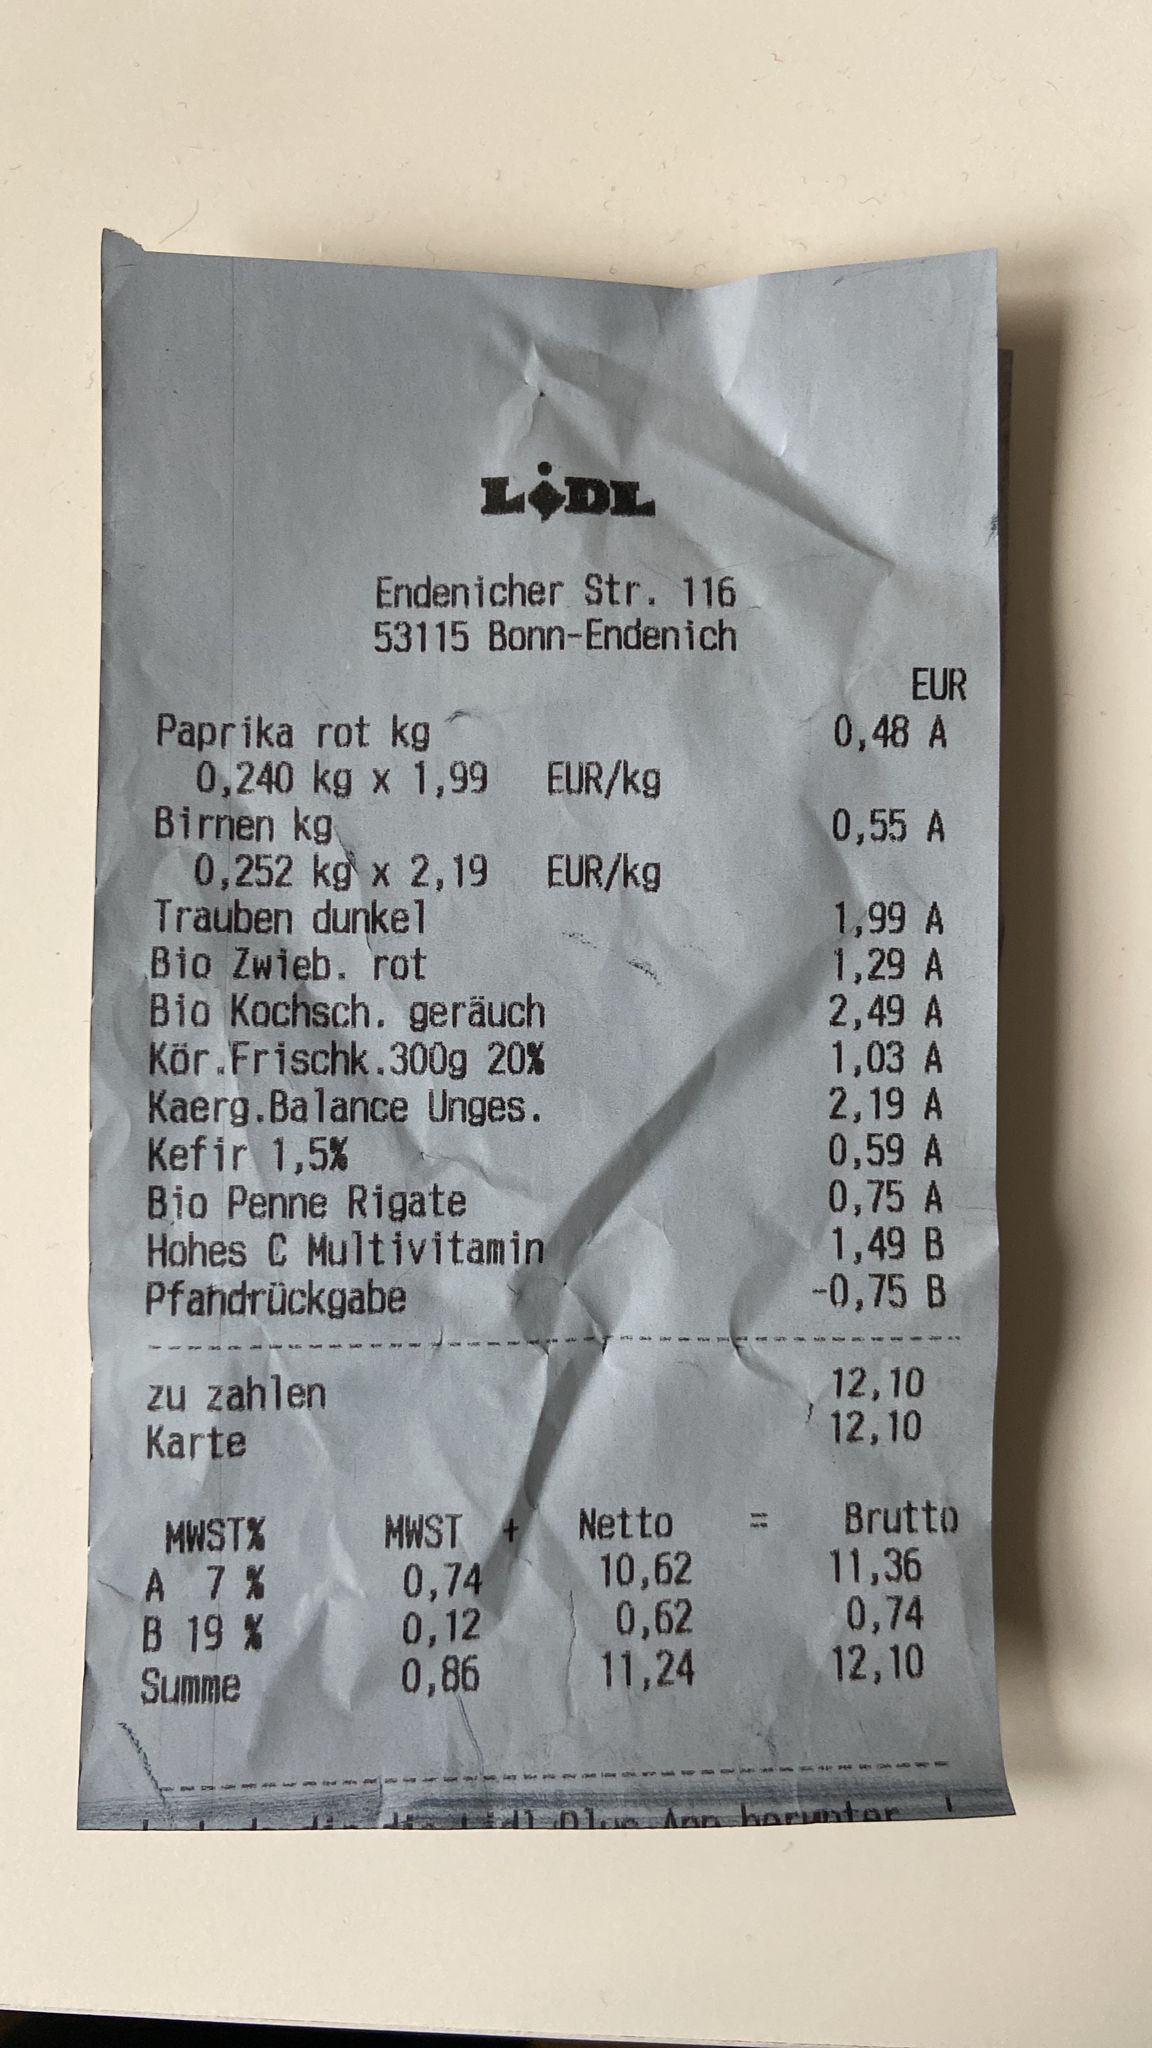 LiDL
Endenicher Str. 116
53115 Bonn-Endenich
EUR
Paprika rot kg 0,48 A
0,240 kg x 1,99 EUR/kg
Birnen kg 0,55 A
0,252 kg x 2,19 EUR/kg
Trauben dunkel 1,99 A
Bio Zwieb. rot 1,29 A
Bio Kochsch. geräuch 2,49 A
Kör.Frischk.300g 20% 1,03 A
Kaerg.Balance Unges. 2,19 A
Kefir 1,5% 0,59 A
Bio Penne Rigate 0,75 A
Hohes C Multivitamin 1,49 B
Pfandrückgabe -0,75 B
zu zahlen 12,10
Karte 12,10
MWST% MWST + Netto = Brutto
A 7 % 0,74 10,62 11,36
B 19 % 0,12 0,62 0,74
Summe 0,86 11,24 12,10
dir die Lidl Plus App herunter